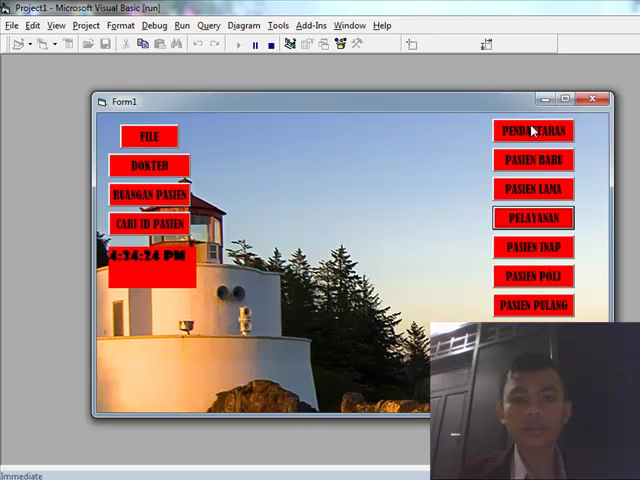 Project1 - Microsoft Visual Basic [run]
File Edit View Project Format Debug Run Query Diagram Tools Add-Ins Window Help
Form1
FILE
DOKTER
RUANGAN PASIEN
CARI ID PASIEN
4:34:24 PM
PENDAFTARAN
PASIEN BARU
PASIEN LAMA
PELAYANAN
PASIEN INAP
PASIEN POLI
PASIEN PULANG
Immediate